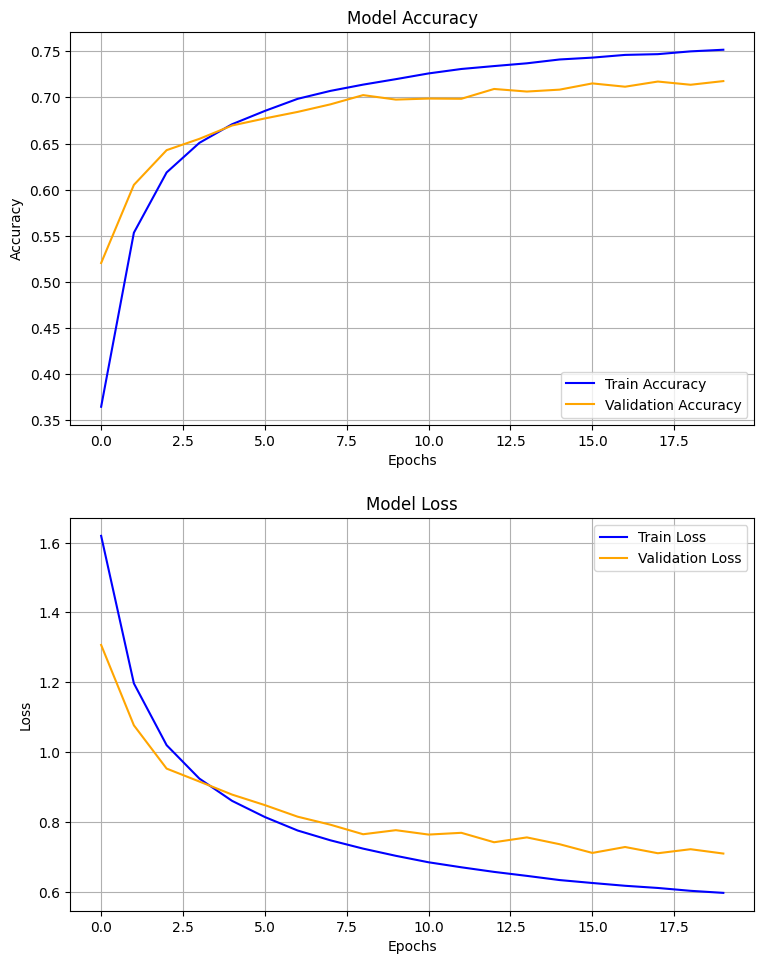 Model Accuracy
0.75
0.70
0.65
0.60
0.55
0.50
0.45
0.40
0.35
Accuracy
Train Accuracy
Validation Accuracy
0.0 2.5 5.0 7.5 10.0 12.5 15.0 17.5
Epochs
Model Loss
1.6
1.4
1.2
1.0
0.8
0.6
Loss
Train Loss
Validation Loss
0.0 2.5 5.0 7.5 10.0 12.5 15.0 17.5
Epochs